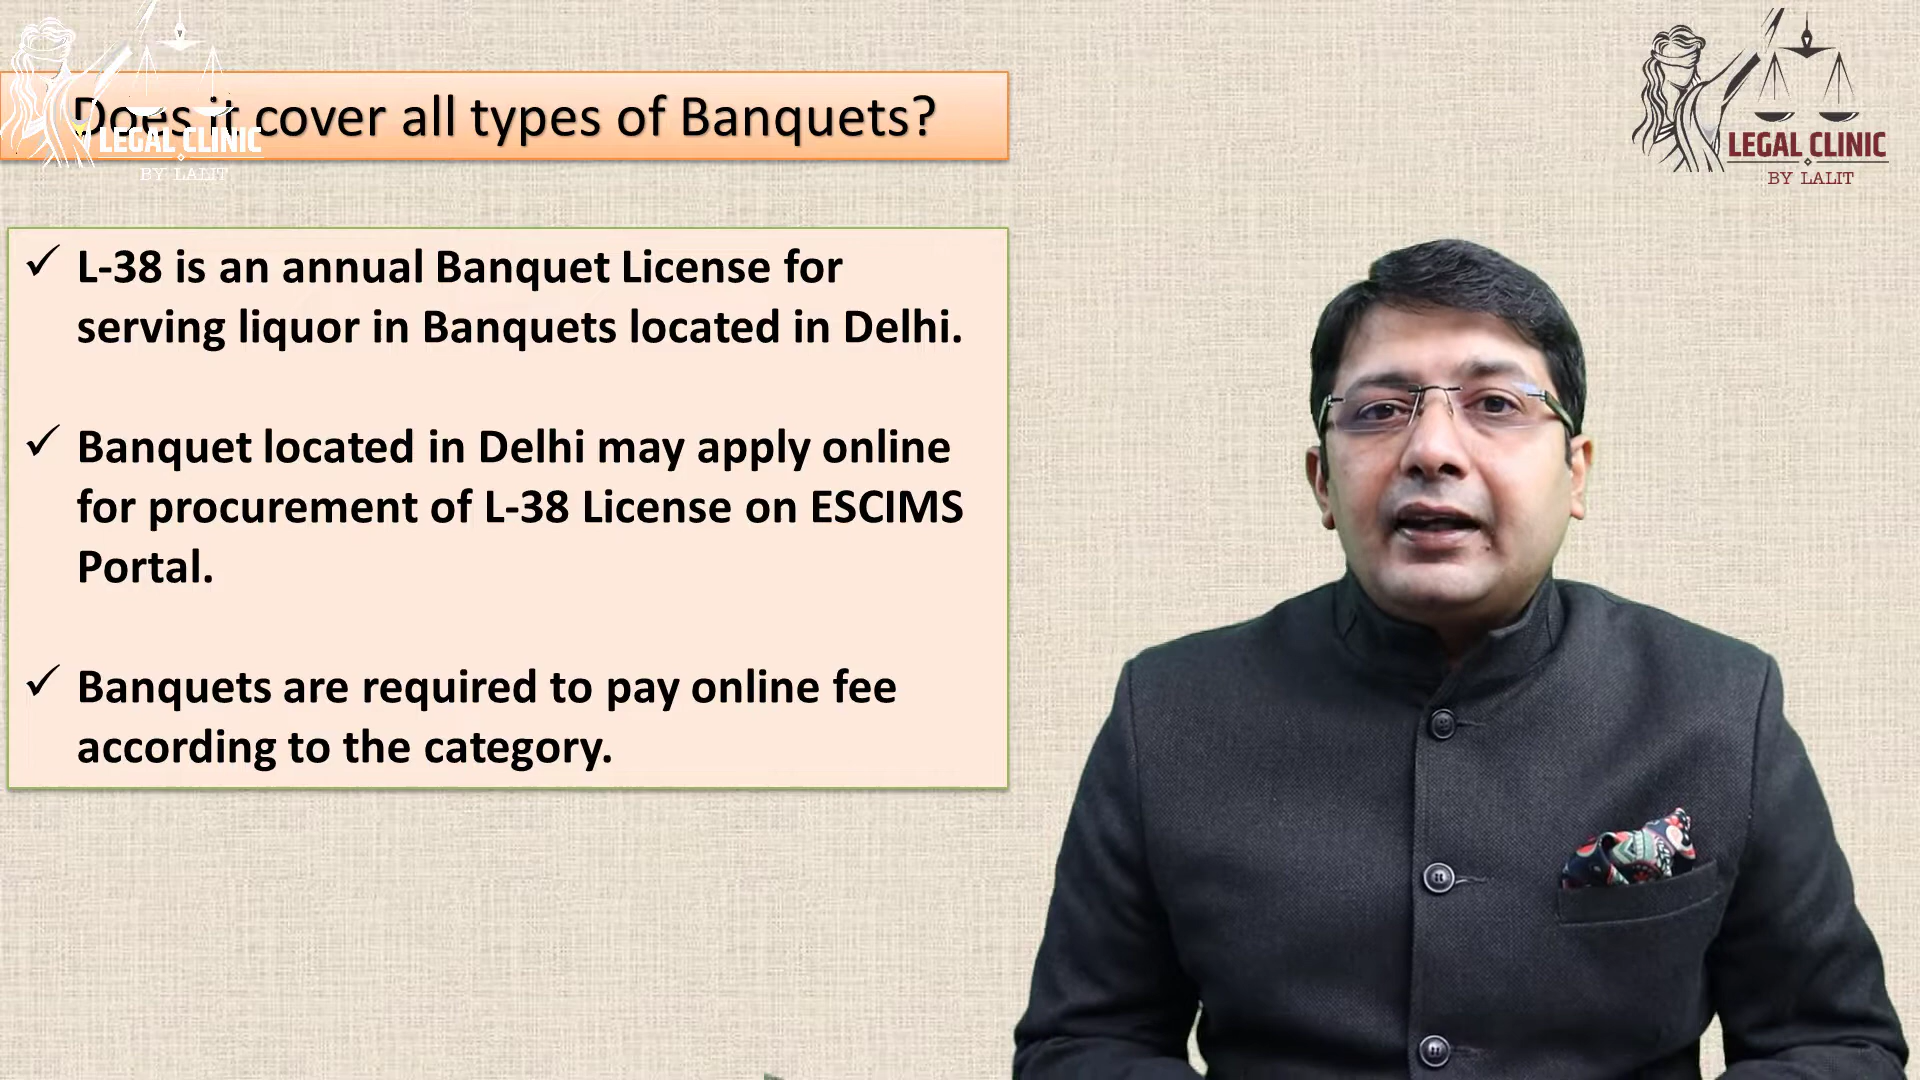 Does it cover all types of Banquets?
LEGAL CLINIC
BY LALIT
LEGAL CLINIC
BY LALIT
L-38 is an annual Banquet License for
serving liquor in Banquets located in Delhi.
Banquet located in Delhi may apply online
for procurement of L-38 License on ESCIMS
Portal.
Banquets are required to pay online fee
according to the category.